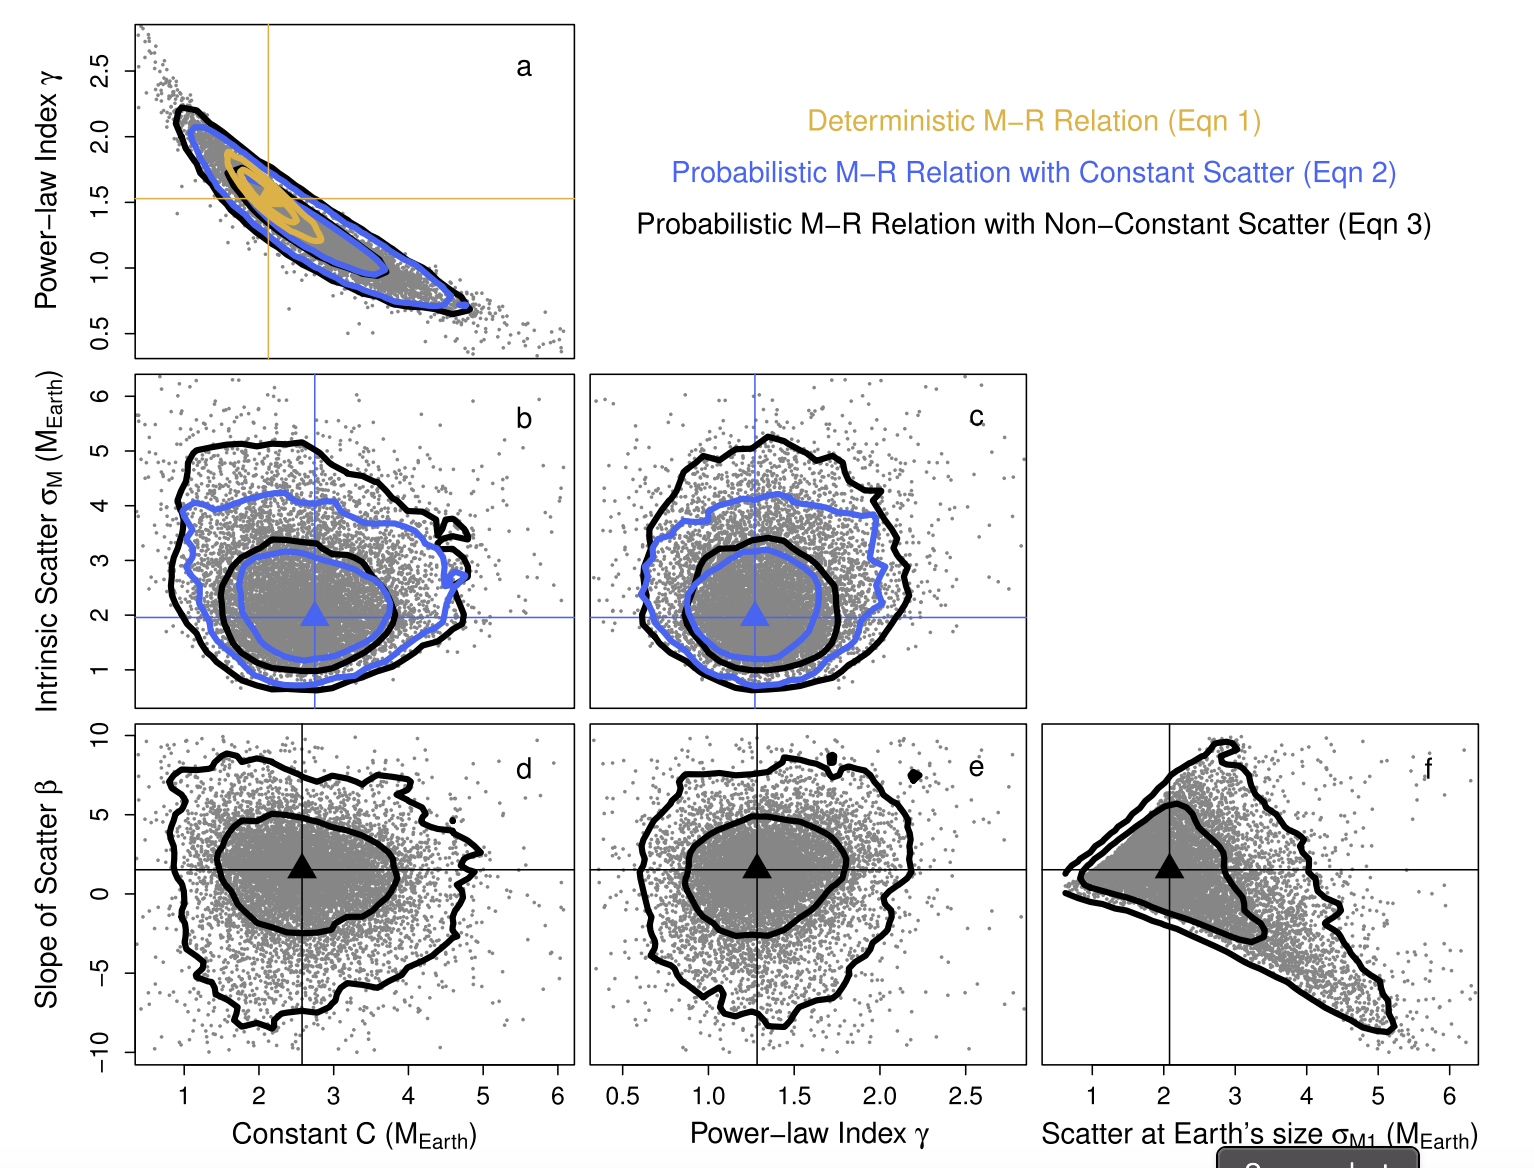 a
Deterministic M−R Relation (Eqn 1)
Probabilistic M−R Relation with Constant Scatter (Eqn 2)
Probabilistic M−R Relation with Non−Constant Scatter (Eqn 3)
Power−law Index γ
0.5 1.0 1.5 2.0 2.5
b
c
Intrinsic Scatter σM (MEarth)
1 2 3 4 5 6
d
e
f
Slope of Scatter β
−10 −5 0 5 10
1 2 3 4 5 6
0.5 1.0 1.5 2.0 2.5
1 2 3 4 5 6
Constant C (MEarth)
Power−law Index γ
Scatter at Earth's size σM1 (MEarth)